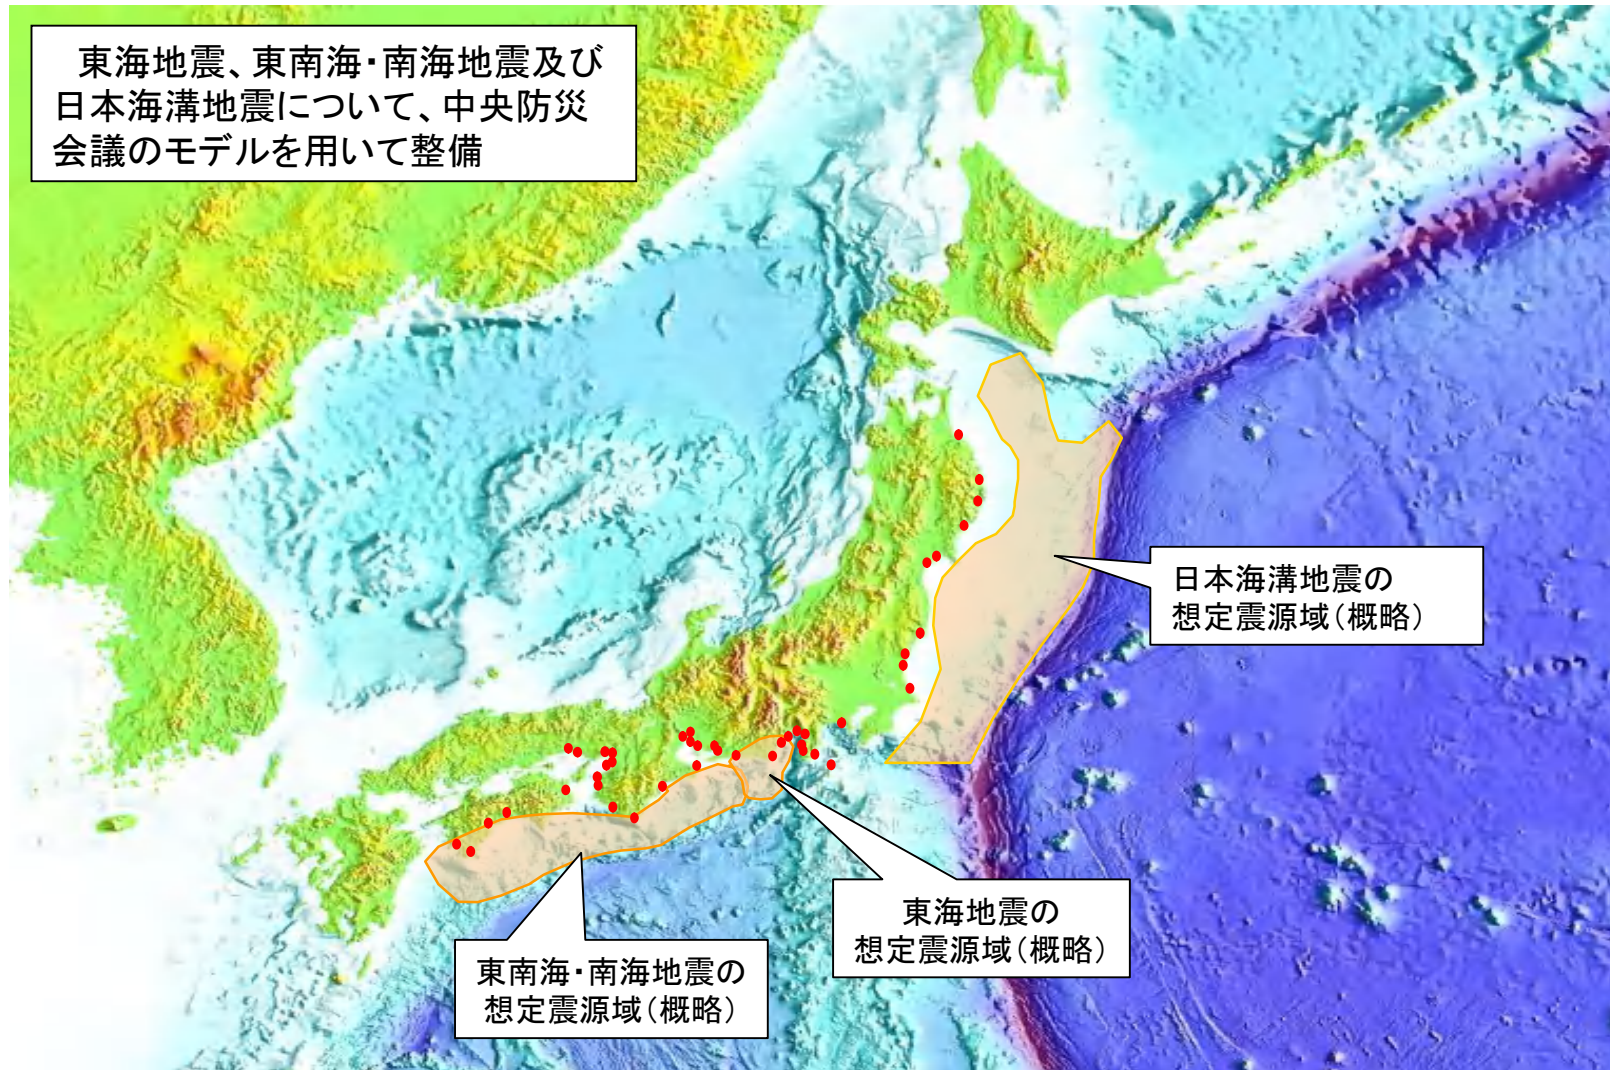 東海地震、東南海・南海地震及び
日本海溝地震について、中央防災
会議のモデルを用いて整備
日本海溝地震の
想定震源域（概略）
東海地震の
想定震源域（概略）
東南海・南海地震の
想定震源域（概略）